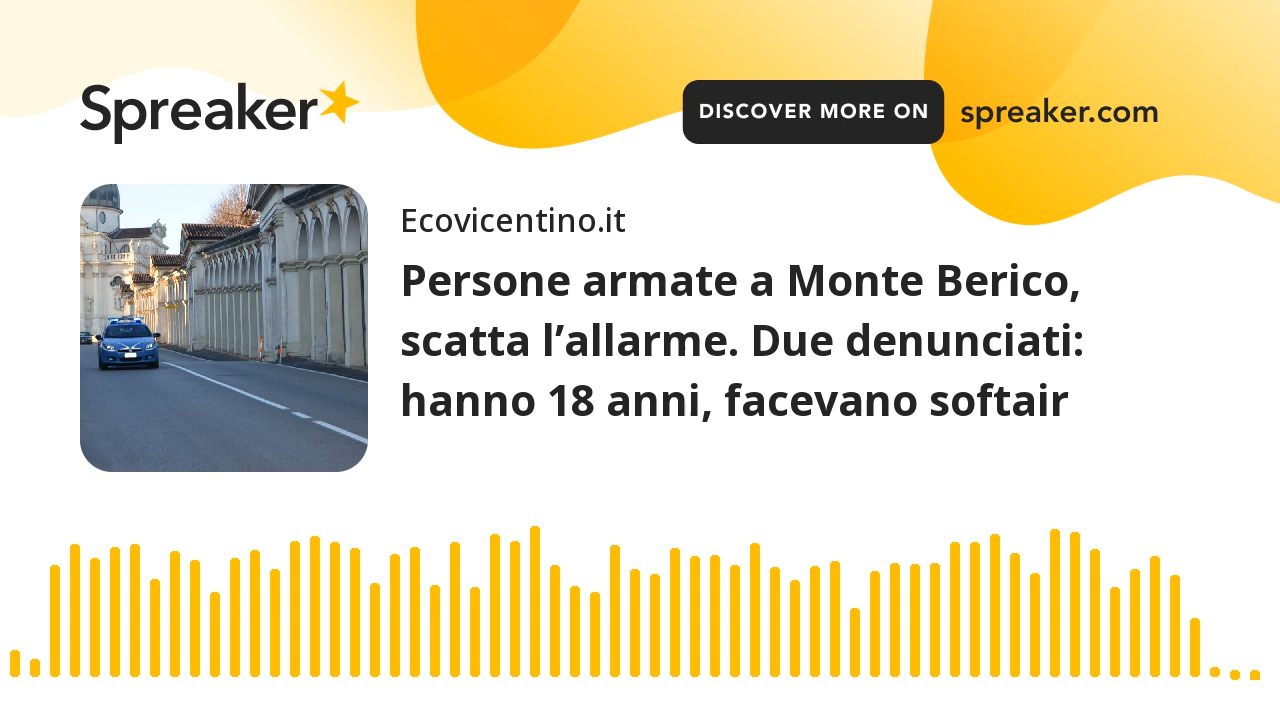 Spreaker
DISCOVER MORE ON spreaker.com
Ecovicentino.it
Persone armate a Monte Berico,
scatta l’allarme. Due denunciati:
hanno 18 anni, facevano softair